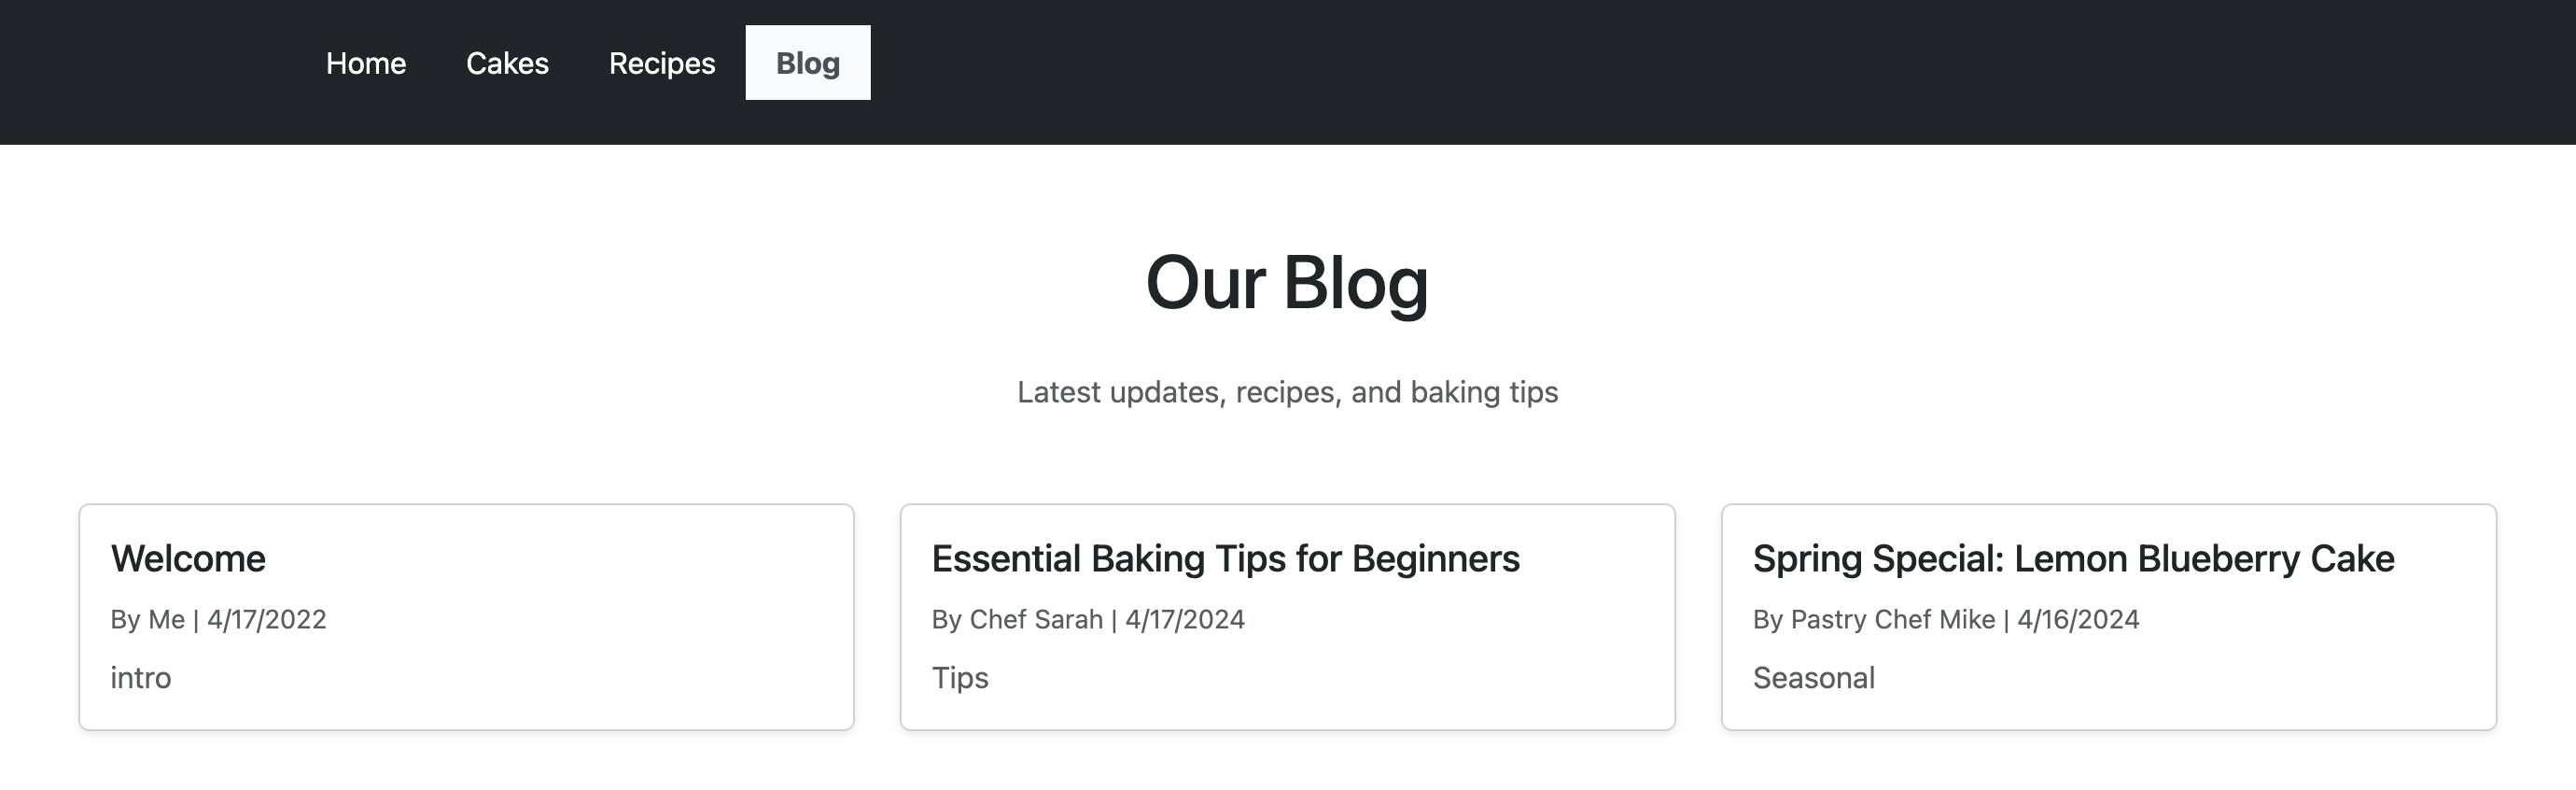 Home Cakes Recipes Blog
Our Blog
Latest updates, recipes, and baking tips
Welcome
By Me | 4/17/2022
intro
Essential Baking Tips for Beginners
By Chef Sarah | 4/17/2024
Tips
Spring Special: Lemon Blueberry Cake
By Pastry Chef Mike | 4/16/2024
Seasonal